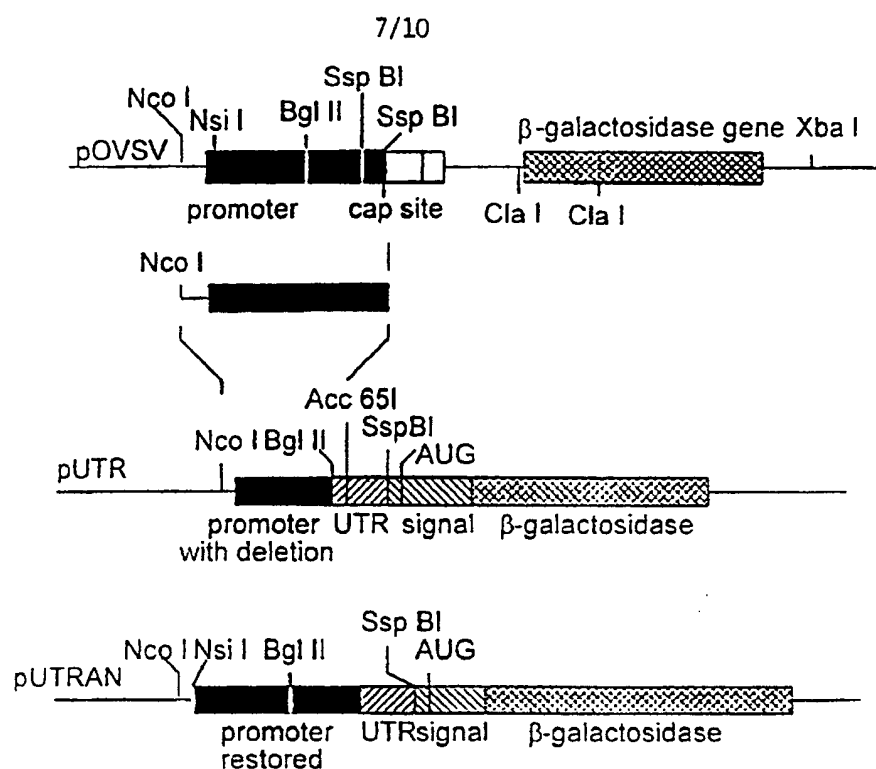 7/10
Ssp BI
Nco I
Nsi I
Bgl II
Ssp BI
β-galactosidase gene Xba I
pOVSV
promoter
cap site
Cla I
Cla I
Nco I
Acc 65I
Nco I Bgl II
SspBI
AUG
pUTR
promoter UTR signal β-galactosidase
with deletion
Ssp BI
Nco I Nsi I Bgl II
AUG
pUTRAN
promoter UTRsignal β-galactosidase
restored